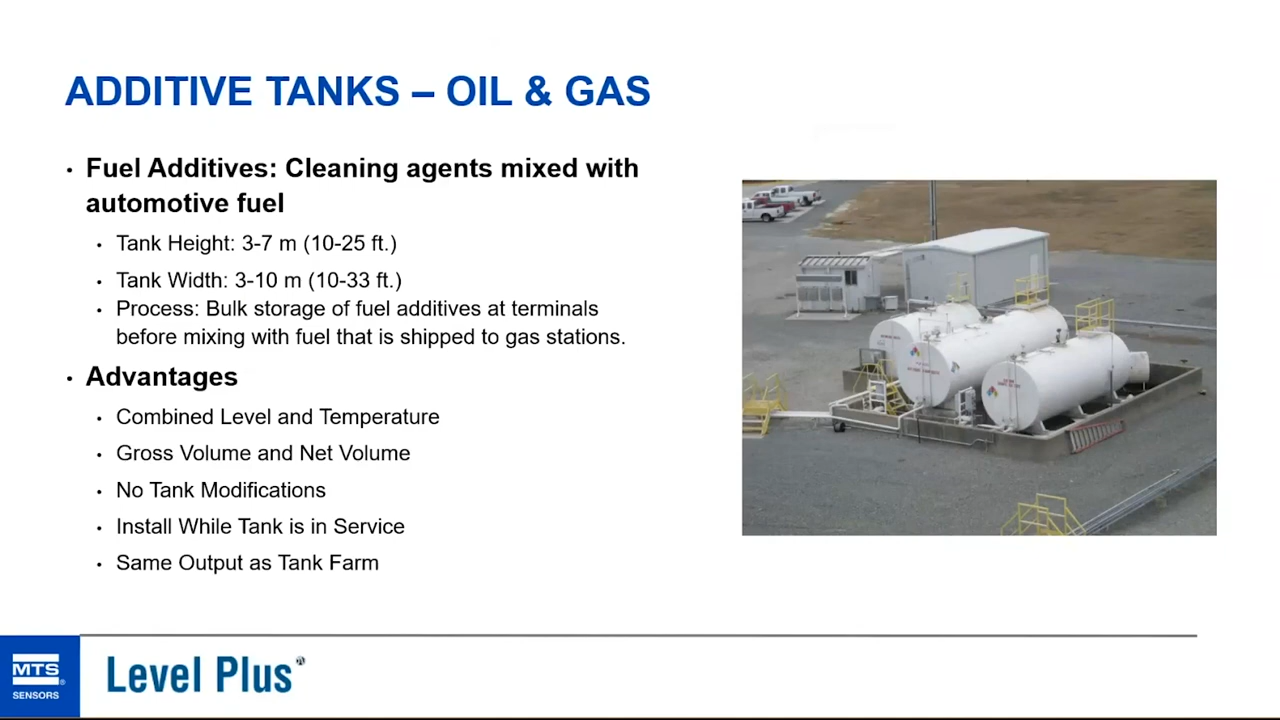 ADDITIVE TANKS – OIL & GAS
• Fuel Additives: Cleaning agents mixed with
automotive fuel
• Tank Height: 3-7 m (10-25 ft.)
• Tank Width: 3-10 m (10-33 ft.)
• Process: Bulk storage of fuel additives at terminals
before mixing with fuel that is shipped to gas stations.
• Advantages
• Combined Level and Temperature
• Gross Volume and Net Volume
• No Tank Modifications
• Install While Tank is in Service
• Same Output as Tank Farm
MTS®
SENSORS
Level Plus®